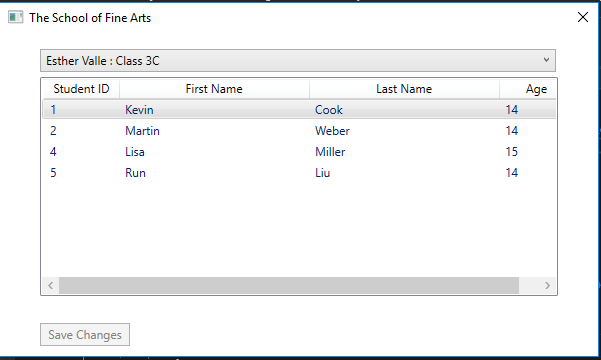 The School of Fine Arts
Esther Valle : Class 3C
Student ID First Name Last Name Age
1 Kevin Cook 14
2 Martin Weber 14
4 Lisa Miller 15
5 Run Liu 14
Save Changes